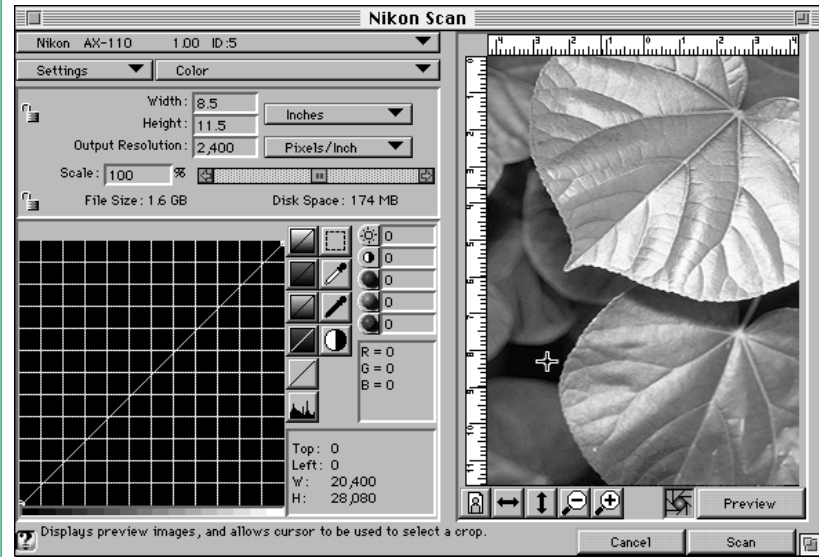 Nikon Scan
Nikon AX-110 1.00 ID:5
Settings
Color
Width: 8.5
Inches
Height: 11.5
Output Resolution: 2,400
Pixels/Inch
Scale: 100 %
File Size: 1.6 GB
Disk Space: 174 MB
0
0
0
0
0
R = 0
G = 0
B = 0
Top: 0
Left: 0
W: 20,400
H: 28,080
Preview
? Displays preview images, and allows cursor to be used to select a crop.
Cancel
Scan